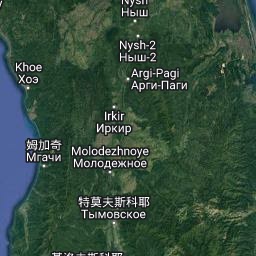 Nysh
Ныш
Nysh-2
Ныш-2
Argi-Pagi
Арги-Паги
Khoe
Хоэ
Irkir
Иркир
姆加奇
Мгачи
Molodezhnoye
Молодежное
特莫夫斯科耶
Тымовское